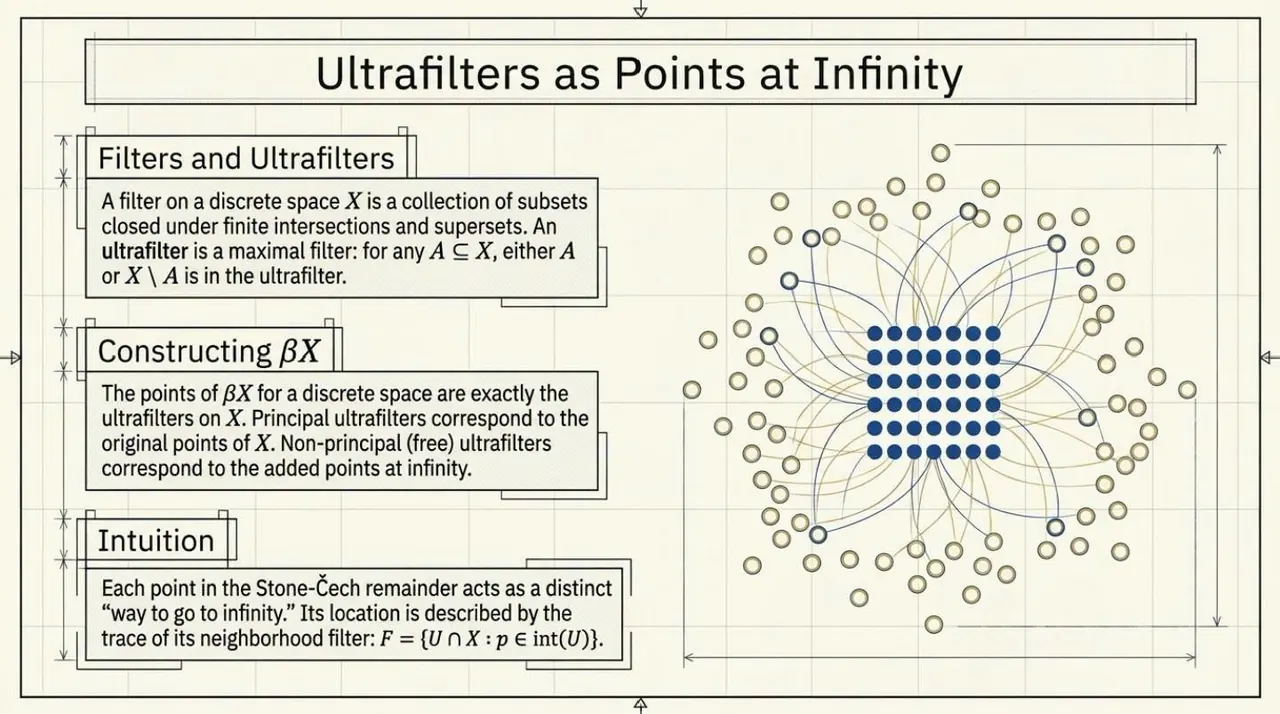 Ultrafilters as Points at Infinity
Filters and Ultrafilters
A filter on a discrete space X is a collection of subsets
closed under finite intersections and supersets. An
ultrafilter is a maximal filter: for any A ⊆ X, either A
or X \ A is in the ultrafilter.
Constructing βX
The points of βX for a discrete space are exactly the
ultrafilters on X. Principal ultrafilters correspond to the
original points of X. Non-principal (free) ultrafilters
correspond to the added points at infinity.
Intuition
Each point in the Stone-Čech remainder acts as a distinct
“way to go to infinity.” Its location is described by the
trace of its neighborhood filter: F = {U ∩ X : p ∈ int(U)}.